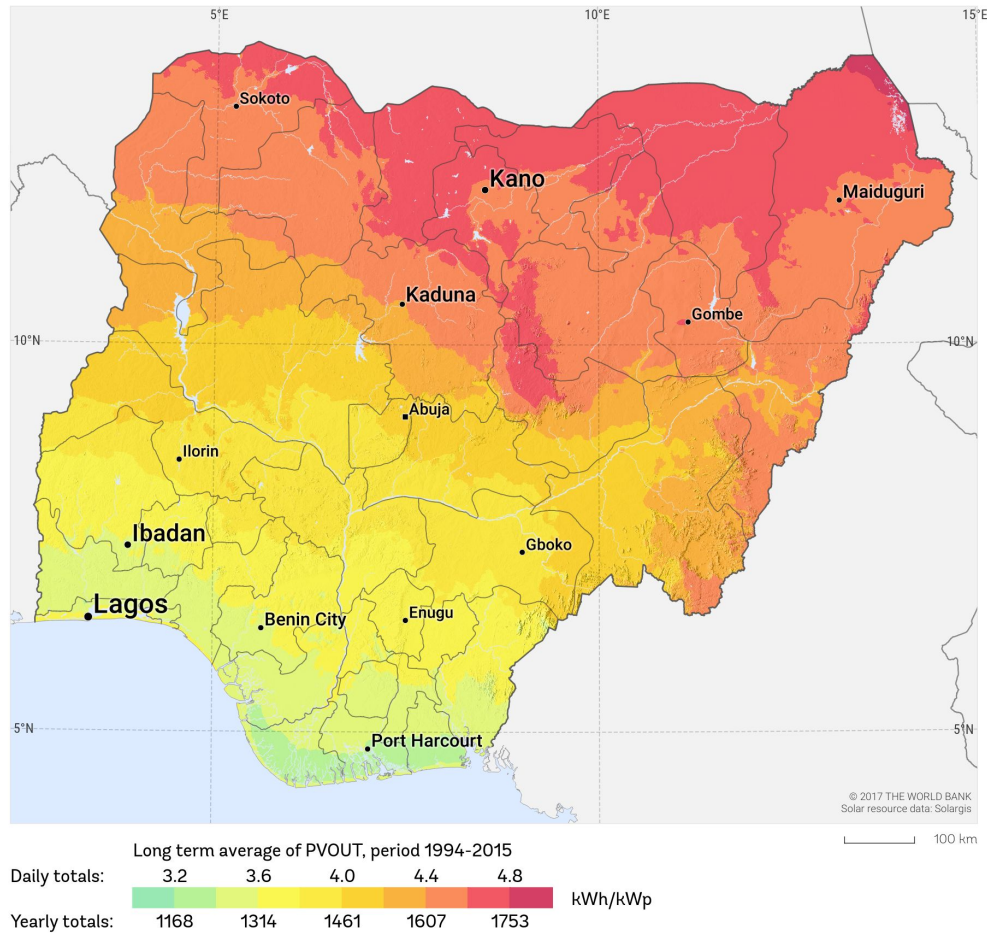 5°E 10°E 15°E
Sokoto
Kano
Maiduguri
Kaduna
Gombe
10°N 10°N
Abuja
Ilorin
Ibadan
Gboko
Lagos
Enugu
Benin City
5°N 5°N
Port Harcourt
© 2017 THE WORLD BANK
Solar resource data: Solargis
100 km
Long term average of PVOUT, period 1994-2015
Daily totals: 3.2 3.6 4.0 4.4 4.8
kWh/kWp
Yearly totals: 1168 1314 1461 1607 1753